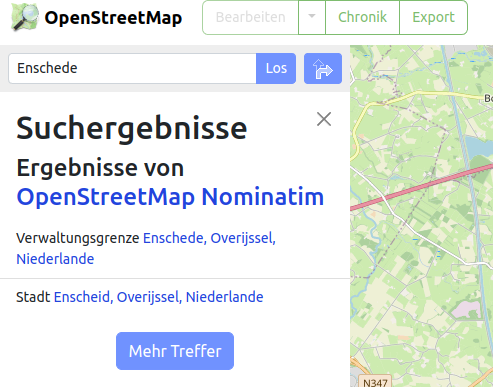 OpenStreetMap Bearbeiten Chronik Export
Enschede Los
Suchergebnisse
Ergebnisse von
OpenStreetMap Nominatim
Verwaltungsgrenze Enschede, Overijssel,
Niederlande
Stadt Enscheid, Overijssel, Niederlande
Mehr Treffer
N347